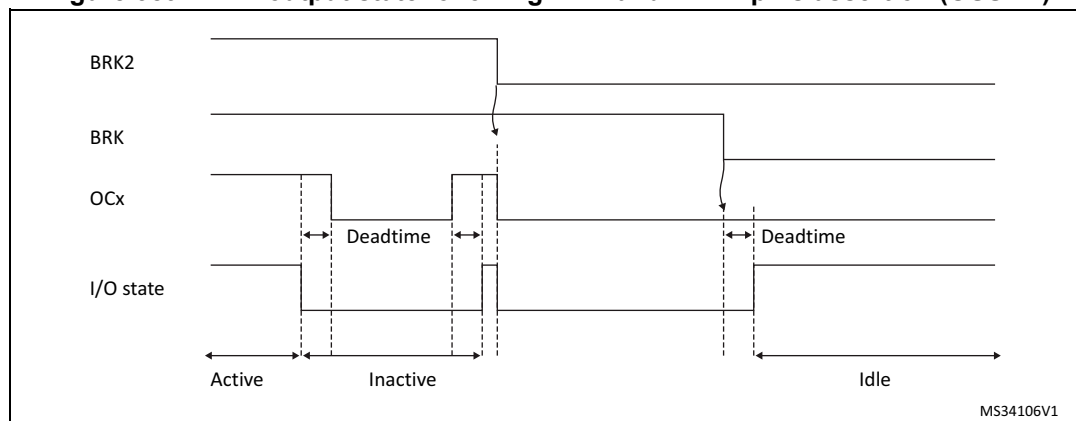 BRK2
BRK
OCx
Deadtime
Deadtime
I/O state
Active
Inactive
Idle
MS34106V1